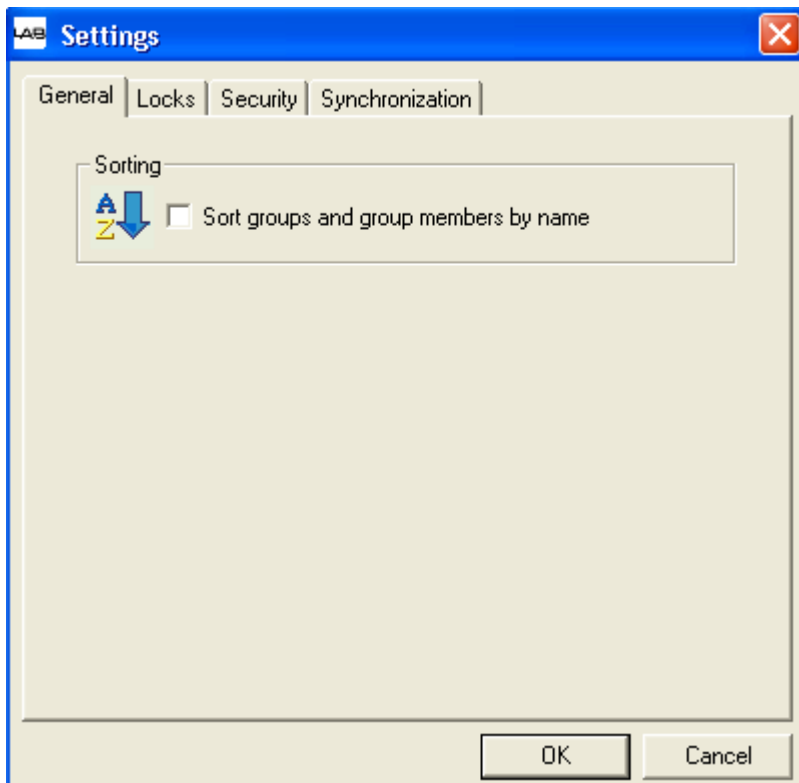 LAB Settings
General Locks Security Synchronization
Sorting
A
Z
Sort groups and group members by name
OK Cancel